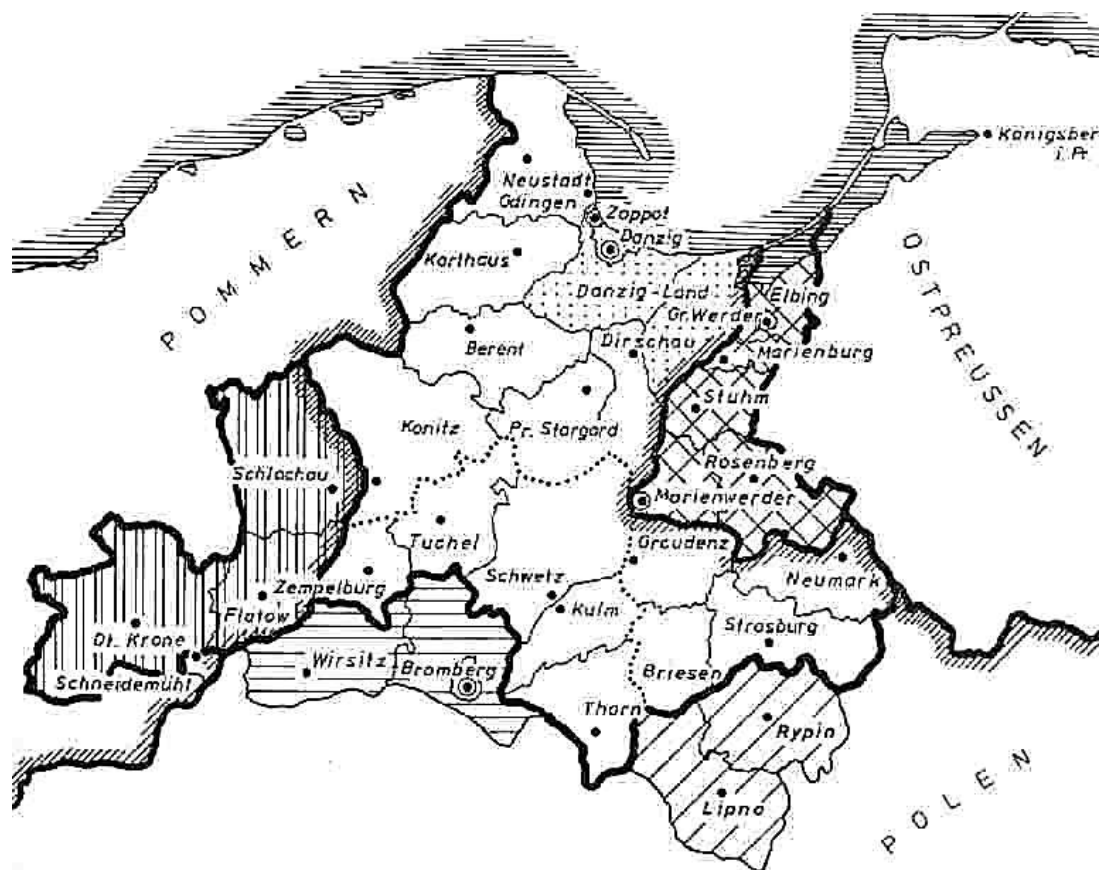 Königsber
i. Pr.
POMMERN
OSTPREUSSEN
POLEN
Neustadt
Gdingen
Zoppot
Danzig
Karthaus
Danzig-Land
Elbing
Gr. Werder
Berent
Dirschau
Marienburg
Stuhm
Konitz
Pr. Stargard
Schlochau
Rosenberg
Marienwerder
Tuchel
Graudenz
Zempelburg
Schwetz
Neumark
Flatow
Kulm
Strasburg
Dt. Krone
Wirsitz
Bromberg
Briesen
Schneidemühl
Thorn
Rypin
Lipno